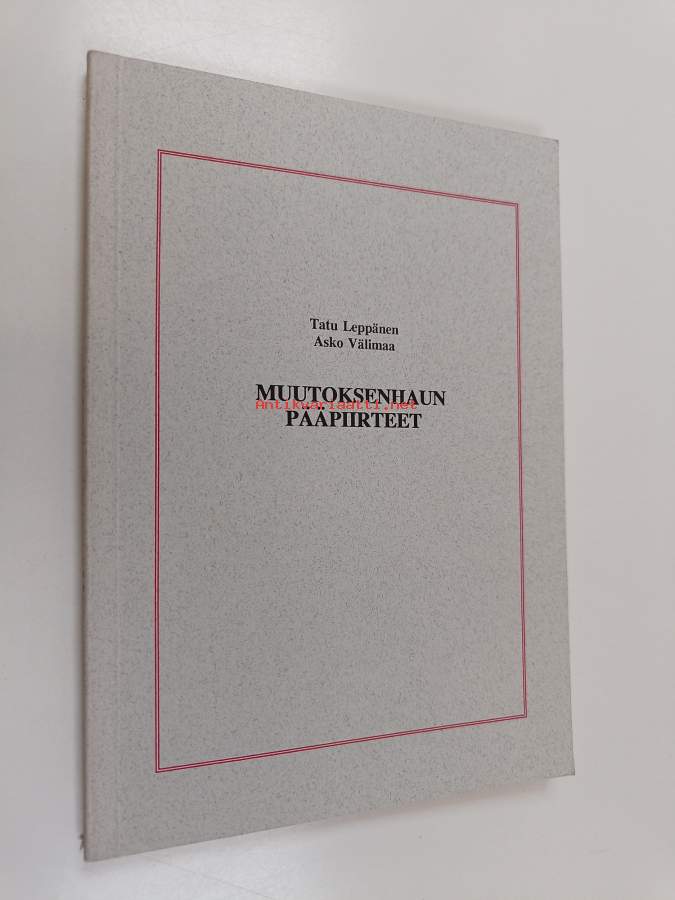 Tatu Leppänen
Asko Välimaa
MUUTOKSENHAUN
Antikvariaatti.net
PÄÄPIIRTEET